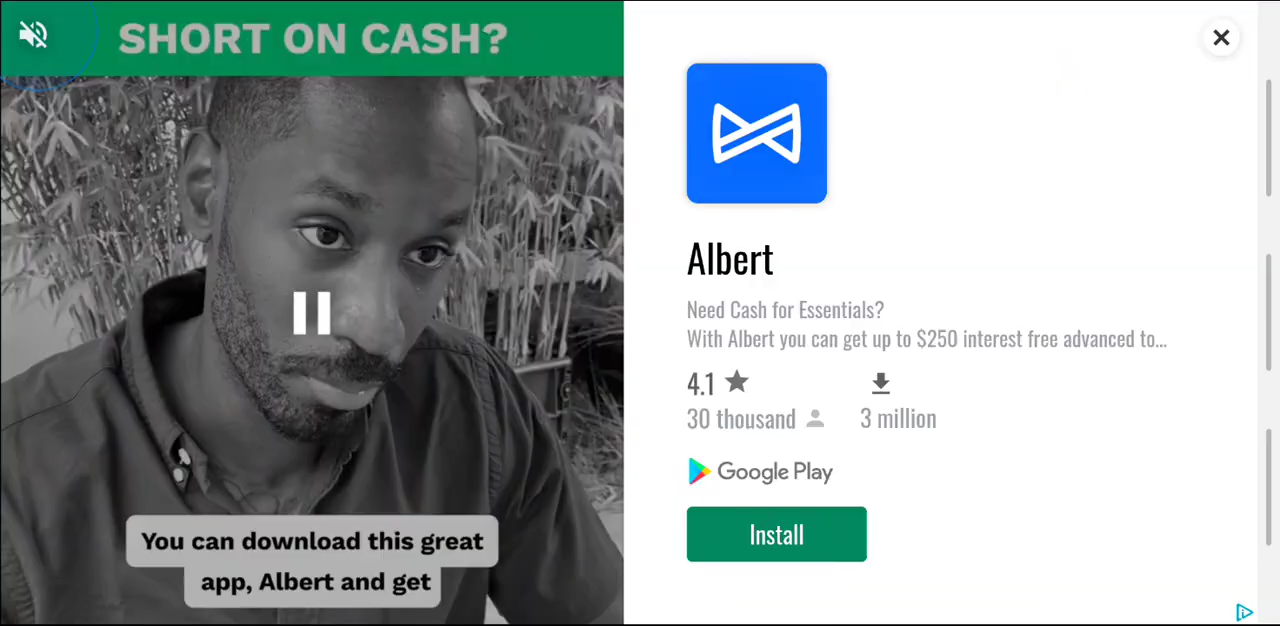 SHORT ON CASH?
You can download this great
app, Albert and get
Albert
Need Cash for Essentials?
With Albert you can get up to $250 interest free advanced to...
4.1
30 thousand
3 million
Google Play
Install